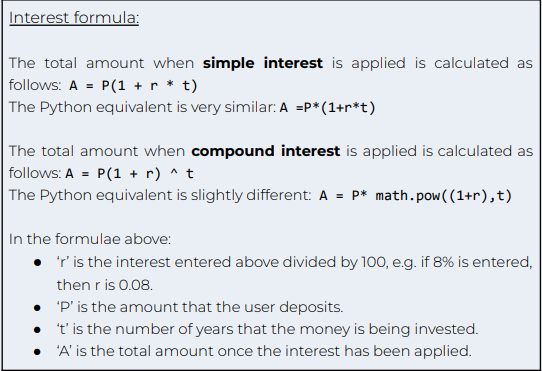 Interest formula:
The total amount when simple interest is applied is calculated as
follows: A = P(1 + r * t)
The Python equivalent is very similar: A =P*(1+r*t)
The total amount when compound interest is applied is calculated as
follows: A = P(1 + r) ^ t
The Python equivalent is slightly different: A = P* math.pow((1+r),t)
In the formulae above:
● ‘r’ is the interest entered above divided by 100, e.g. if 8% is entered,
then r is 0.08.
● ‘P’ is the amount that the user deposits.
● ‘t’ is the number of years that the money is being invested.
● ‘A’ is the total amount once the interest has been applied.